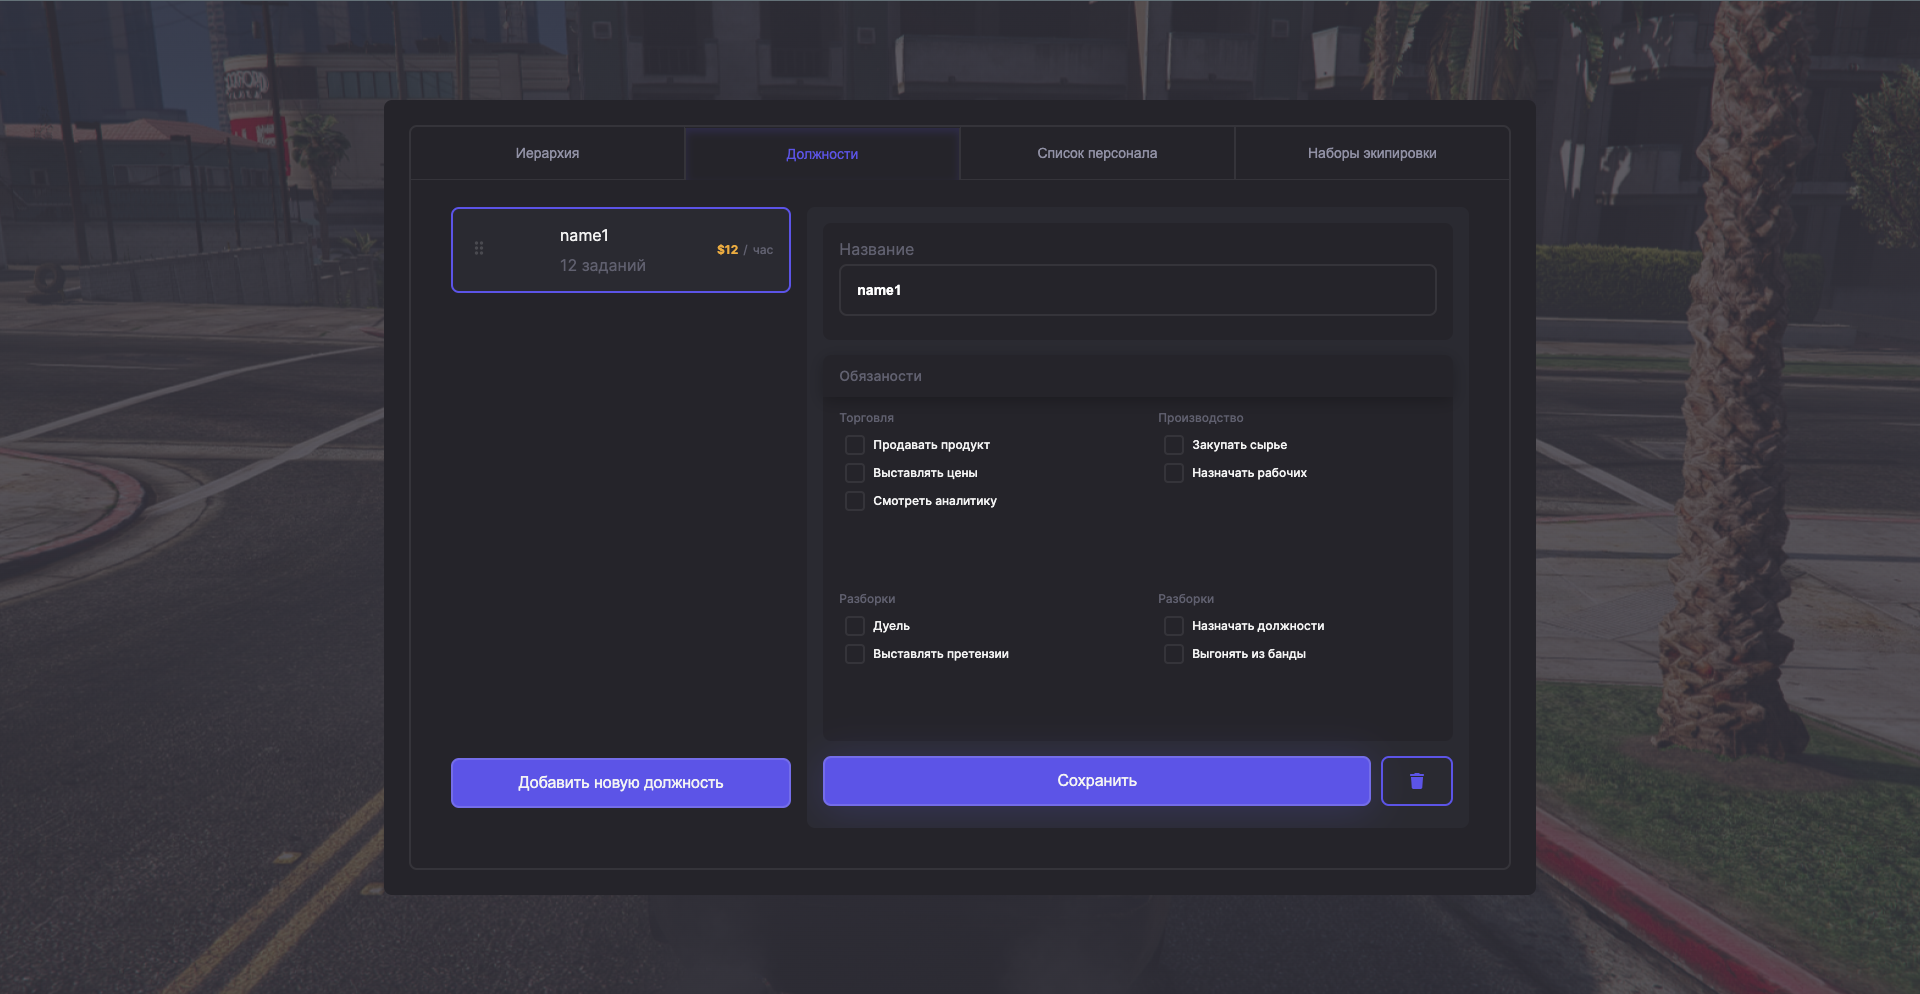 Иерархия
Должности
Список персонала
Наборы экипировки
name1
12 заданий
$12 / час
Добавить новую должность
Название
name1
Обязаности
Торговля
Продавать продукт
Выставлять цены
Смотреть аналитику
Производство
Закупать сырье
Назначать рабочих
Разборки
Дуель
Выставлять претензии
Разборки
Назначать должности
Выгонять из банды
Сохранить